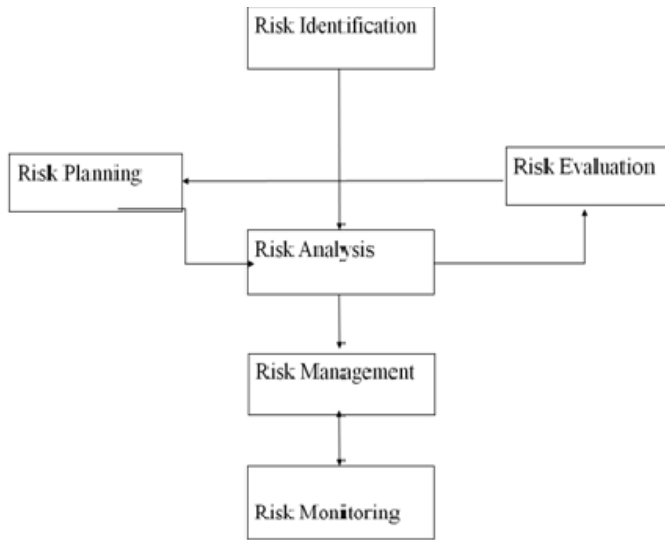 Risk Identification
Risk Planning
Risk Evaluation
Risk Analysis
Risk Management
Risk Monitoring